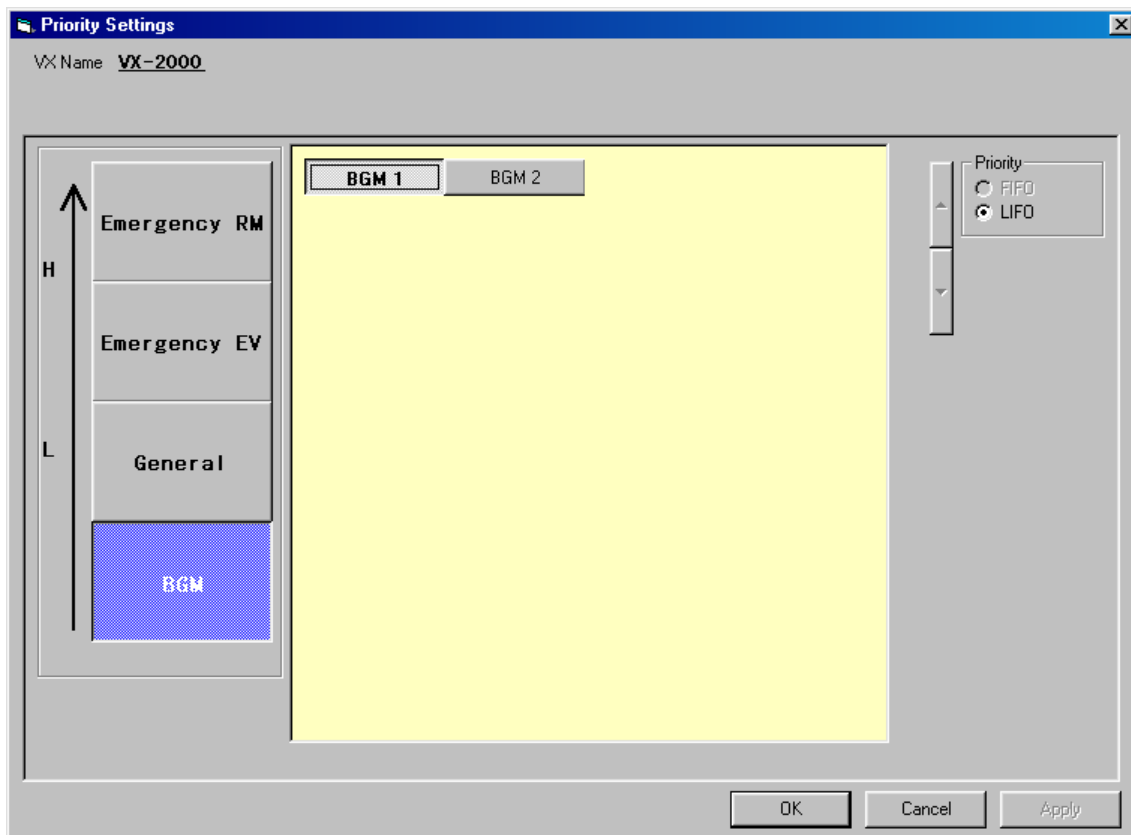 Priority Settings
VX Name VX-2000
H
L
Emergency RM
Emergency EV
General
BGM
BGM 1 BGM 2
Priority
FIFO
LIFO
OK Cancel Apply